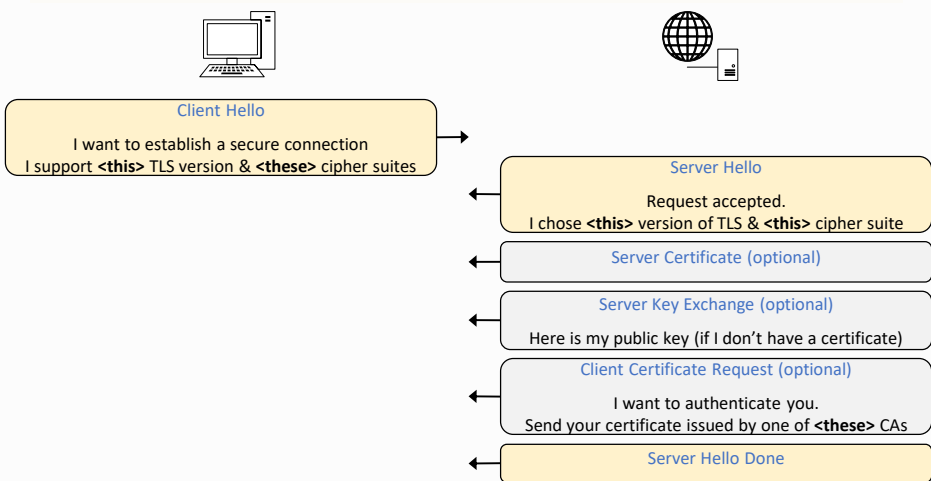 Client Hello
I want to establish a secure connection
I support <this> TLS version & <these> cipher suites
Server Hello
Request accepted.
I chose <this> version of TLS & <this> cipher suite
Server Certificate (optional)
Server Key Exchange (optional)
Here is my public key (if I don't have a certificate)
Client Certificate Request (optional)
I want to authenticate you.
Send your certificate issued by one of <these> CAs
Server Hello Done